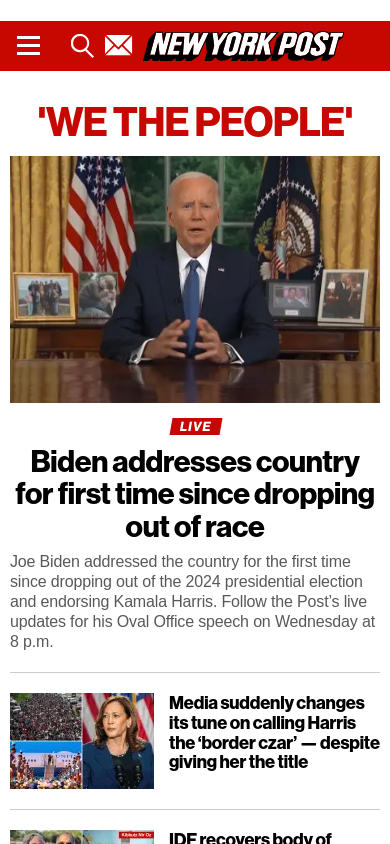 NEW YORK POST
'WE THE PEOPLE'
LIVE
Biden addresses country
for first time since dropping
out of race
Joe Biden addressed the country for the first time
since dropping out of the 2024 presidential election
and endorsing Kamala Harris. Follow the Post’s live
updates for his Oval Office speech on Wednesday at
8 p.m.
Media suddenly changes
its tune on calling Harris
the ‘border czar’ — despite
giving her the title
Kibbutz Nir Oz
IDF recovers body of